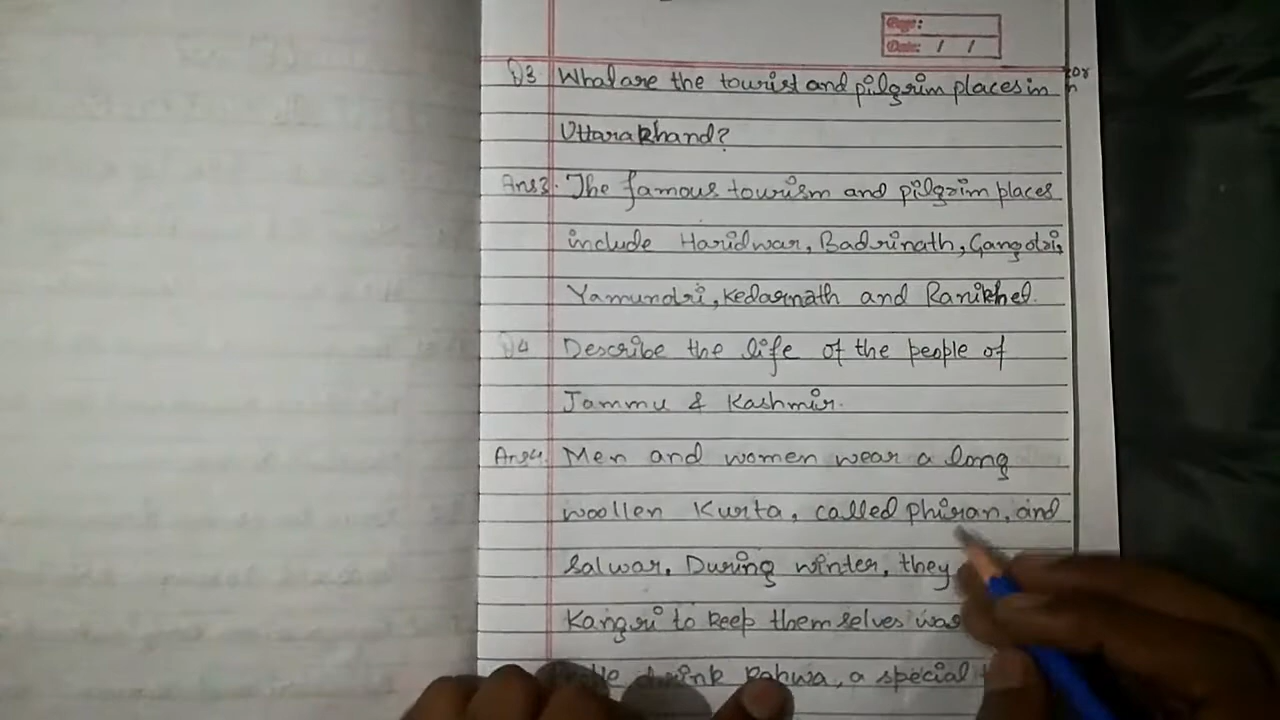 Page:
Date: / /
Q3 What are the tourist and pilgrim places in
Uttarakhand?
Ans3. The famous tourism and pilgrim places
include Haridwar, Badrinath, Gangotri,
Yamunotri, Kedarnath and Ranikhet.
Q4 Describe the life of the people of
Jammu & Kashmir.
Ans4. Men and women wear a long
woollen Kurta, called phiran, and
Salwar. During winter, they
Kangri to keep themselves
drink Kahwa, a special